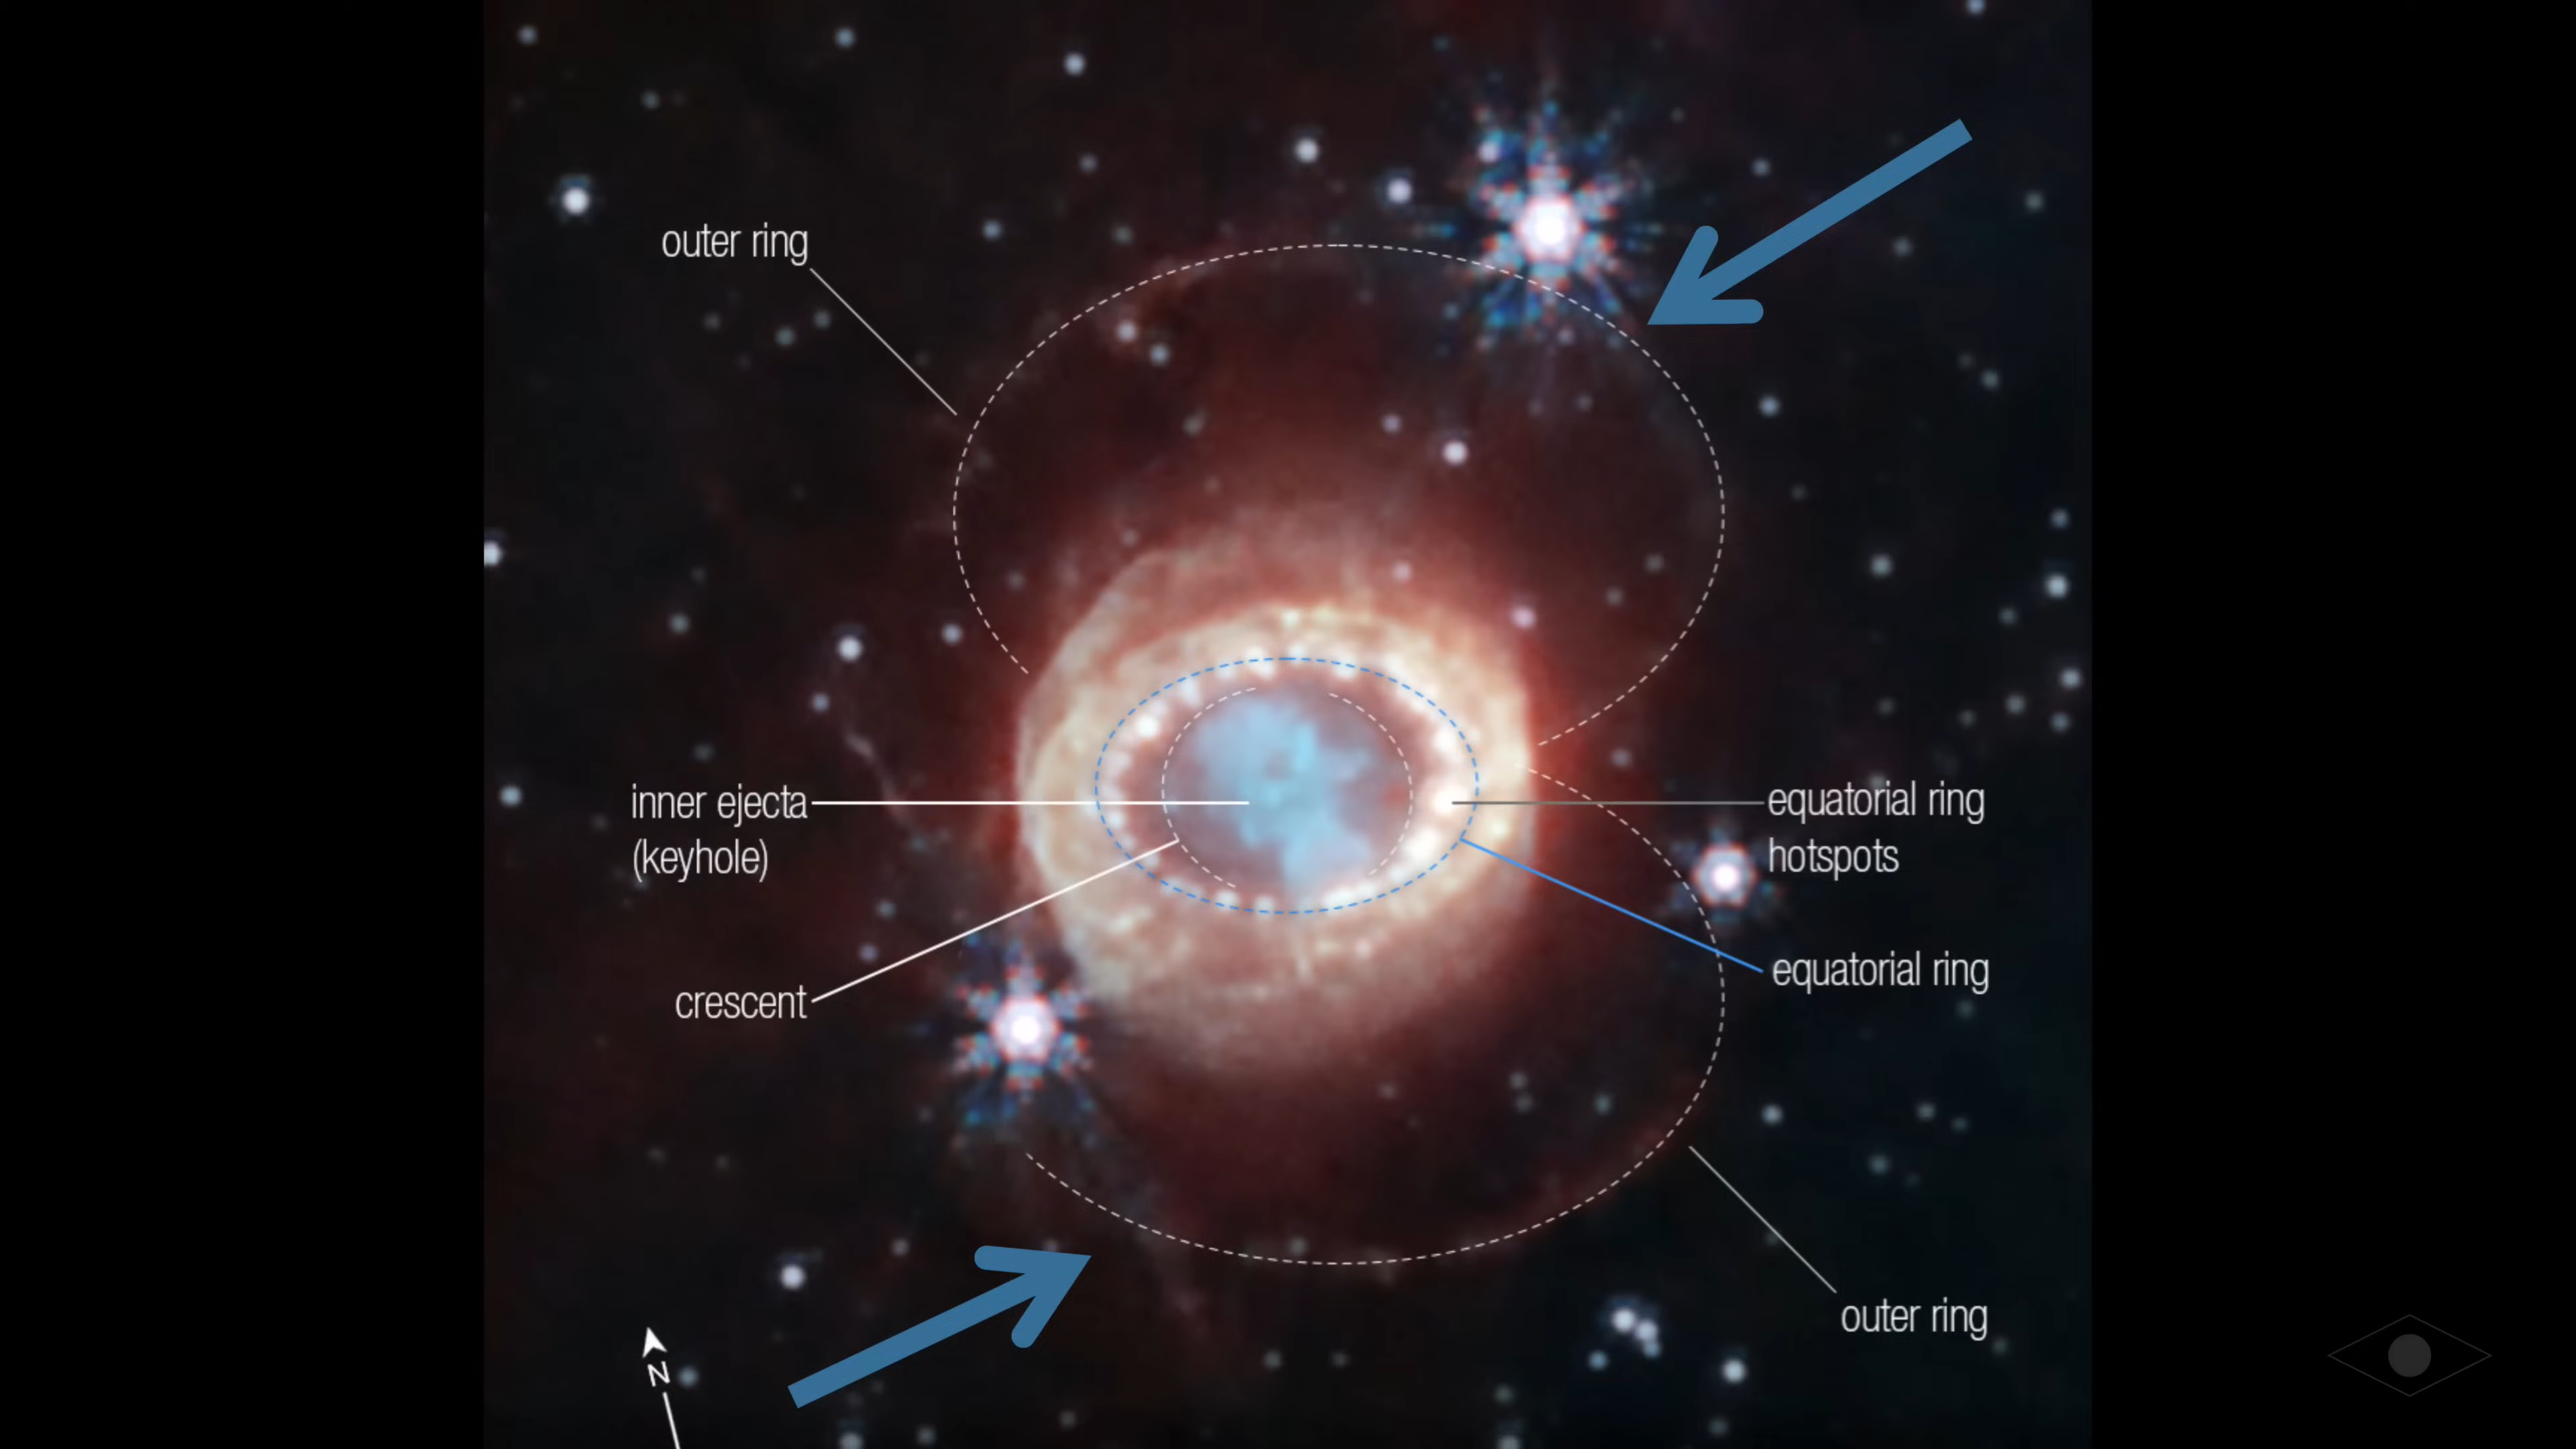 outer ring
inner ejecta
(keyhole)
crescent
equatorial ring
hotspots
equatorial ring
outer ring
N